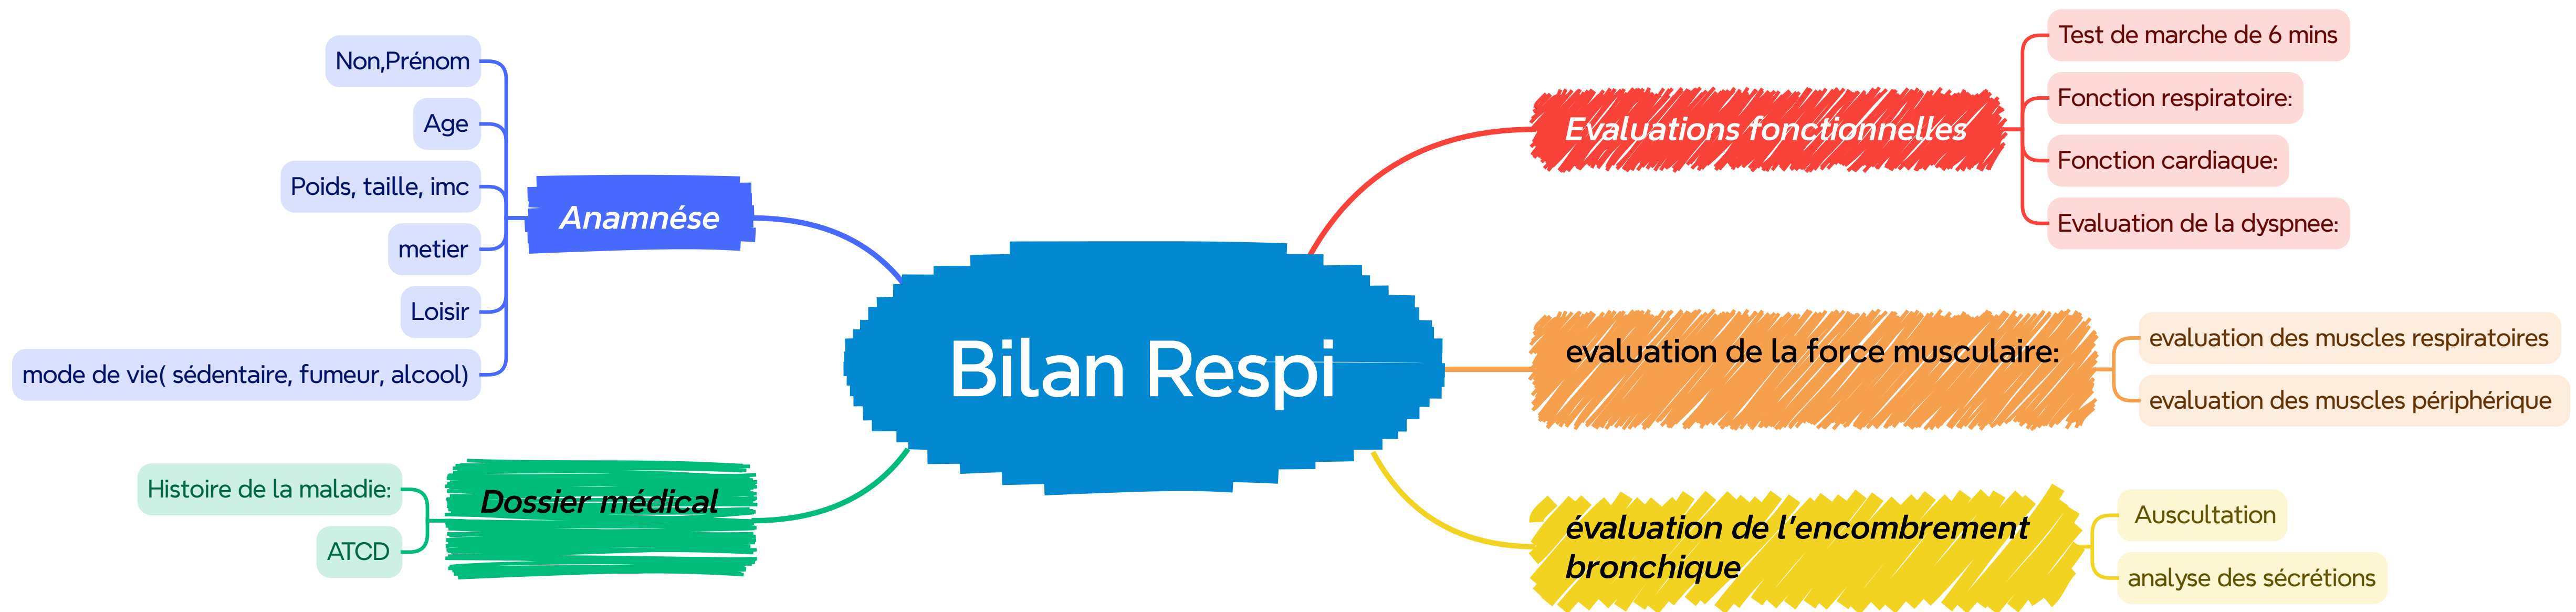 Non,Prénom
Age
Poids, taille, imc
metier
Loisir
mode de vie( sédentaire, fumeur, alcool)
Anamnése
Histoire de la maladie:
ATCD
Dossier médical
Bilan Respi
Evaluations fonctionnelles
Test de marche de 6 mins
Fonction respiratoire:
Fonction cardiaque:
Evaluation de la dyspnee:
evaluation de la force musculaire:
evaluation des muscles respiratoires
evaluation des muscles périphérique
évaluation de l'encombrement
bronchique
Auscultation
analyse des sécrétions